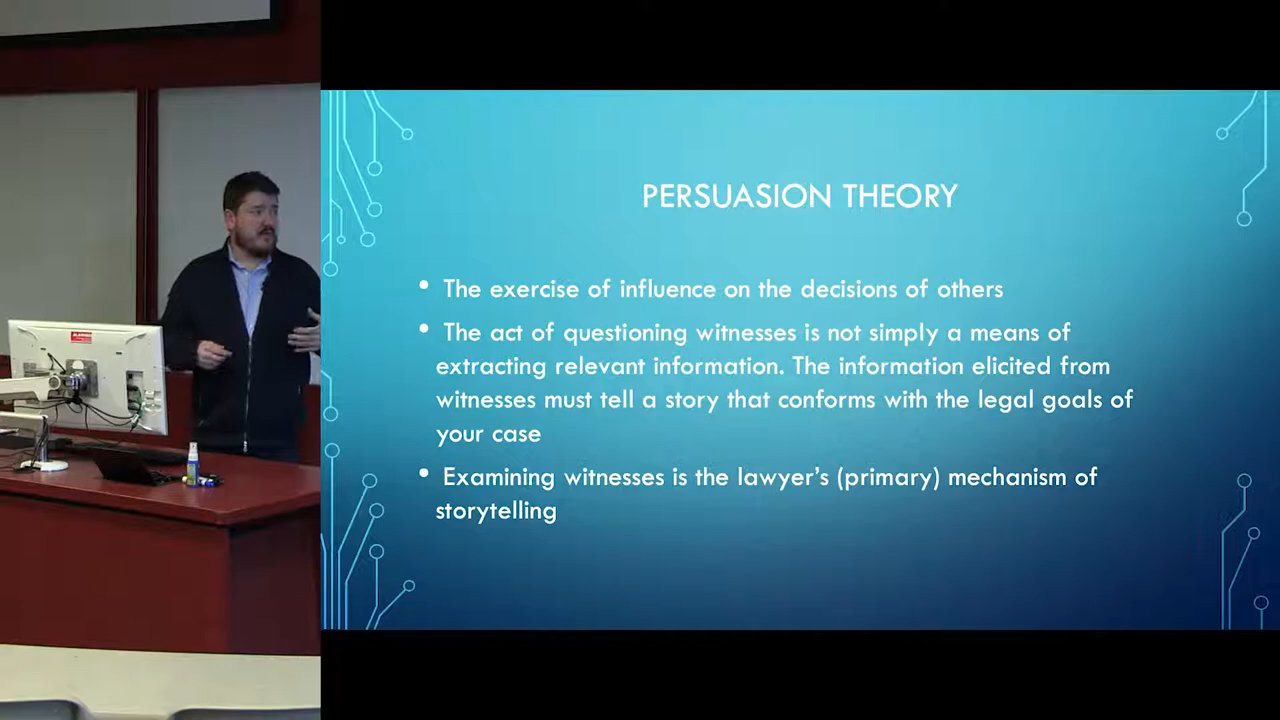 PERSUASION THEORY
• The exercise of influence on the decisions of others
• The act of questioning witnesses is not simply a means of
extracting relevant information. The information elicited from
witnesses must tell a story that conforms with the legal goals of
your case
• Examining witnesses is the lawyer’s (primary) mechanism of
storytelling